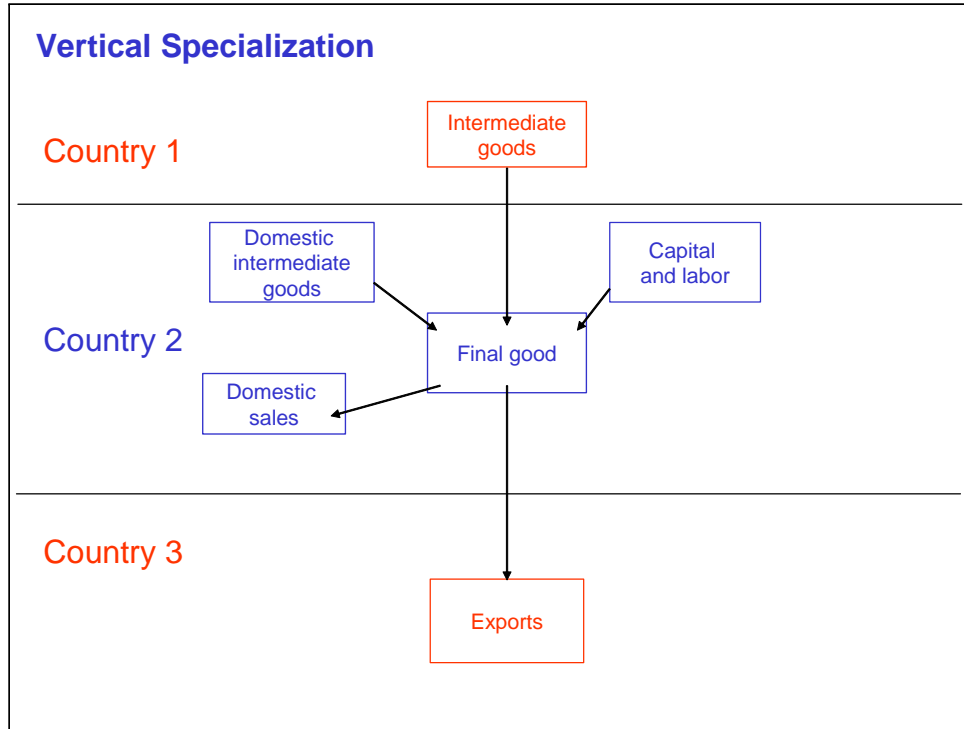 Vertical Specialization
Intermediate
goods
Country 1
Domestic
intermediate
goods
Capital
and labor
Country 2
Final good
Domestic
sales
Country 3
Exports